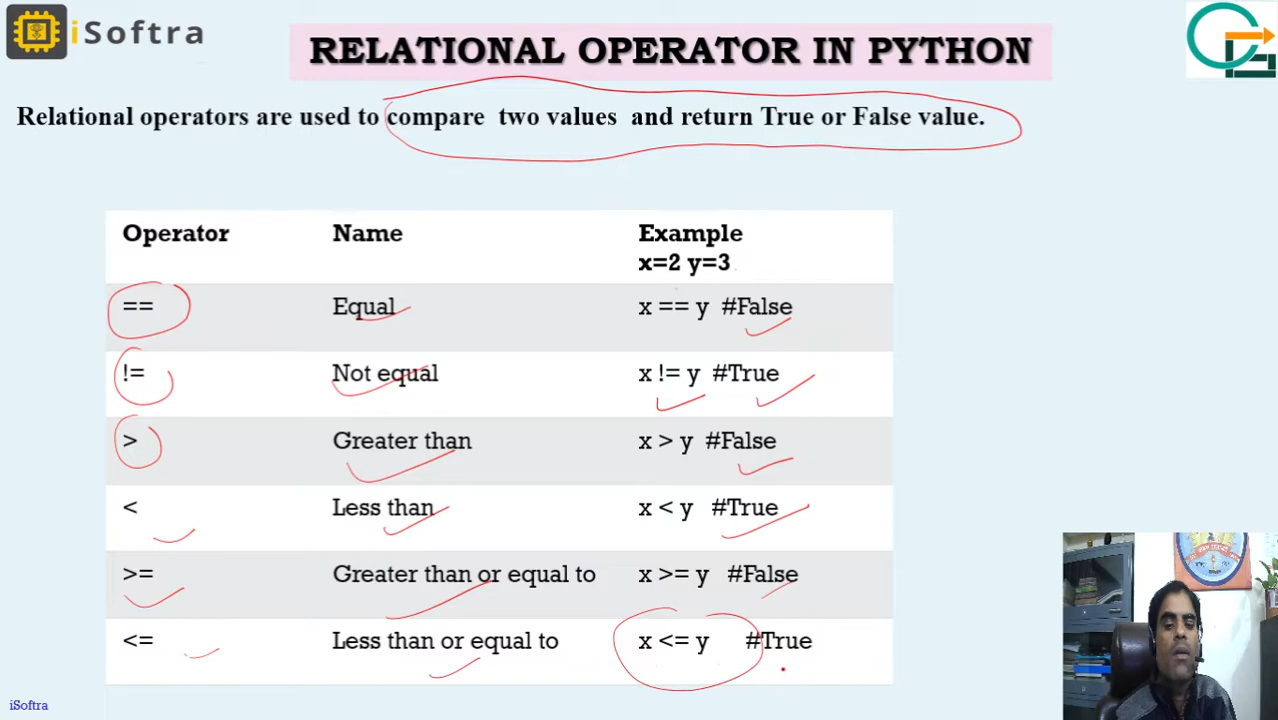 iSoftra
RELATIONAL OPERATOR IN PYTHON
Relational operators are used to compare two values and return True or False value.
Operator Name Example
x=2 y=3
== Equal x == y #False
!= Not equal x != y #True
> Greater than x > y #False
< Less than x < y #True
>= Greater than or equal to x >= y #False
<= Less than or equal to x <= y #True
iSoftra